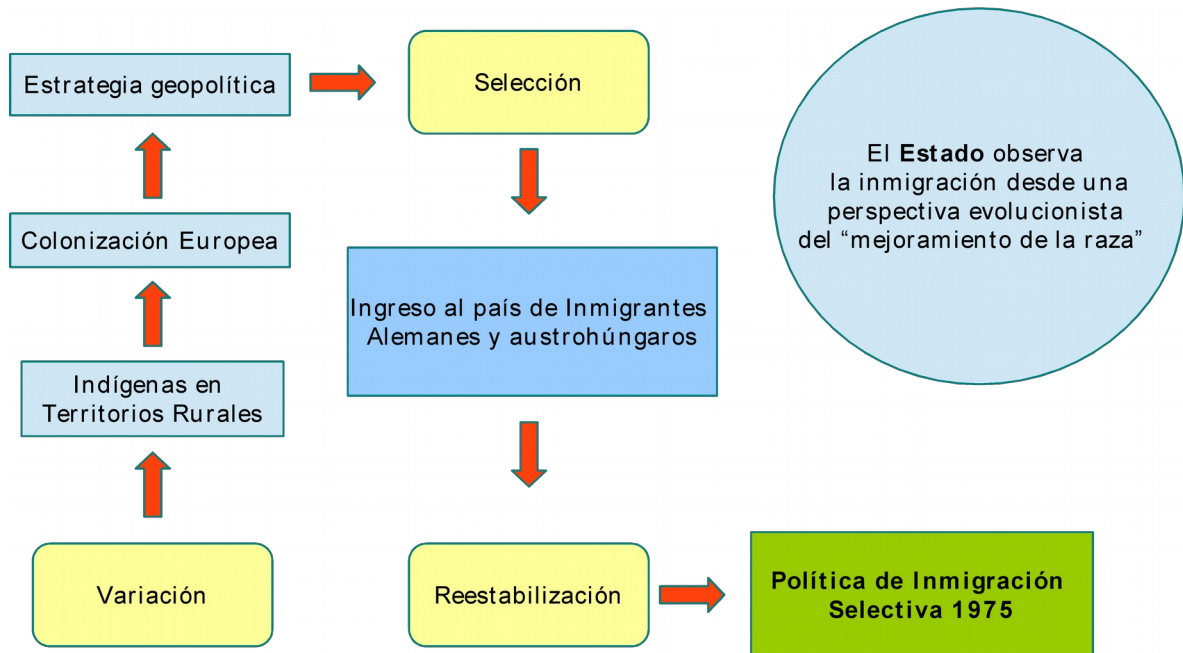 Estrategia geopolítica
Selección
El Estado observa
la inmigración desde una
perspectiva evolucionista
del “mejoramiento de la raza”
Colonización Europea
Ingreso al país de Inmigrantes
Alemanes y austrohúngaros
Indígenas en
Territorios Rurales
Variación
Reestabilización
Política de Inmigración
Selectiva 1975